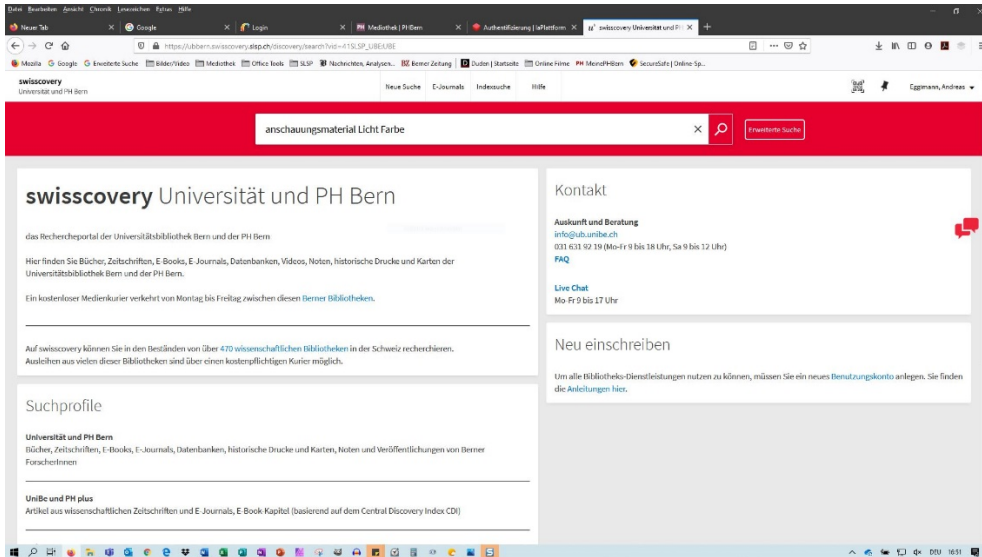 Datei Bearbeiten Ansicht Chronik Lesezeichen Extras Hilfe
Neuer Tab × Google × Login × Mediothek | PHBern × Authentifizierung | IaPlattform × swisscovery Universität und PH × +
https://ubbern.swisscovery.slsp.ch/discovery/search?vid=41SLSP_UBE:UBE
Mozilla Google Erweiterte Suche Bilder/Video Mediothek Office Tools SLSP Nachrichten, Analysen... BZ Berner Zeitung Duden | Startseite Online Filme PH MeinePHBern SecureSafe | Online-Sp...
swisscovery
Universität und PH Bern
Neue Suche E-Journals Indexsuche Hilfe
Eggimann, Andreas
anschauungsmaterial Licht Farbe
Erweiterte Suche
swisscovery Universität und PH Bern
das Rechercheportal der Universitätsbibliothek Bern und der PH Bern
Hier finden Sie Bücher, Zeitschriften, E-Books, E-Journals, Datenbanken, Videos, Noten, historische Drucke und Karten der
Universitätsbibliothek Bern und der PH Bern.
Ein kostenloser Medienkurier verkehrt von Montag bis Freitag zwischen diesen Berner Bibliotheken.
Auf swisscovery können Sie in den Beständen von über 470 wissenschaftlichen Bibliotheken in der Schweiz recherchieren.
Ausleihen aus vielen dieser Bibliotheken sind über einen kostenpflichtigen Kurier möglich.
Suchprofile
Universität und PH Bern
Bücher, Zeitschriften, E-Books, E-Journals, Datenbanken, historische Drucke und Karten, Noten und Veröffentlichungen von Berner
ForscherInnen
UniBe und PH plus
Artikel aus wissenschaftlichen Zeitschriften und E-Journals, E-Book-Kapitel (basierend auf dem Central Discovery Index CDI)
Kontakt
Auskunft und Beratung
info@ub.unibe.ch
031 631 92 19 (Mo-Fr 9 bis 18 Uhr, Sa 9 bis 12 Uhr)
FAQ
Live Chat
Mo-Fr 9 bis 17 Uhr
Neu einschreiben
Um alle Bibliotheks-Dienstleistungen nutzen zu können, müssen Sie ein neues Benutzungskonto anlegen. Sie finden
die Anleitungen hier.
DEU 16:51